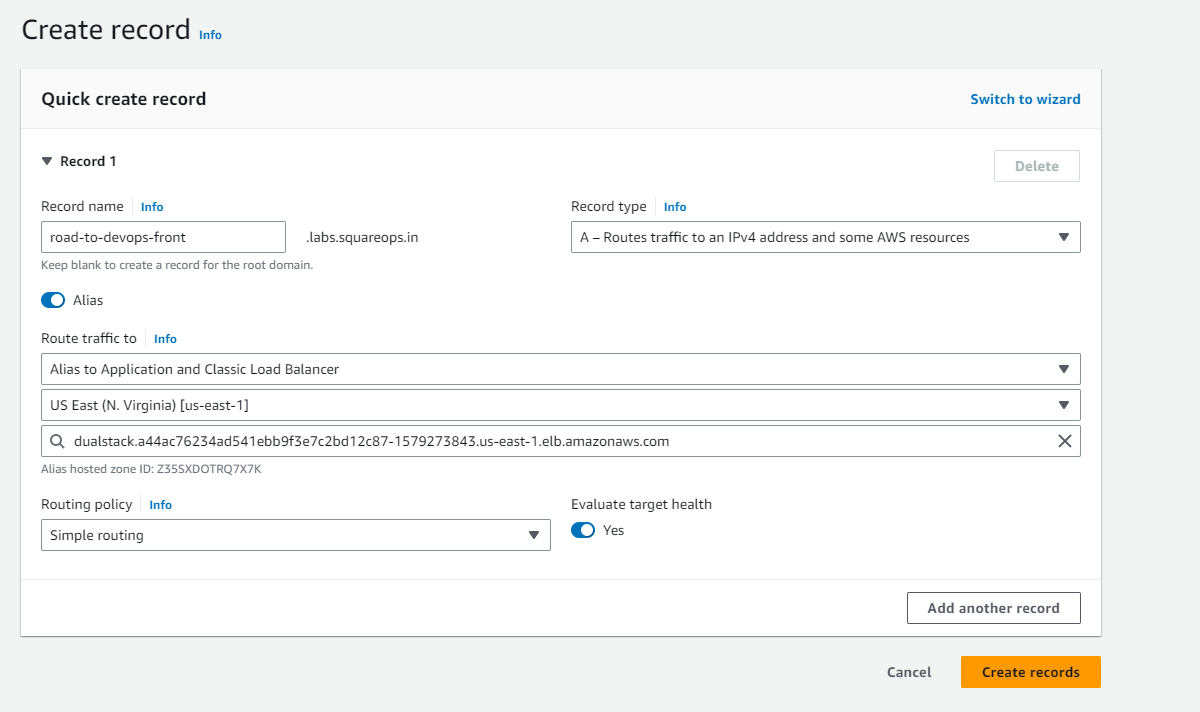 Create record Info
Quick create record
Switch to wizard
Record 1
Delete
Record name Info
road-to-devops-front
.labs.squareops.in
Keep blank to create a record for the root domain.
Record type Info
A – Routes traffic to an IPv4 address and some AWS resources
Alias
Route traffic to Info
Alias to Application and Classic Load Balancer
US East (N. Virginia) [us-east-1]
dualstack.a44ac76234ad541ebb9f3e7c2bd12c87-1579273843.us-east-1.elb.amazonaws.com
Alias hosted zone ID: Z35SXDOTRQ7X7K
Routing policy Info
Simple routing
Evaluate target health
Yes
Add another record
Cancel
Create records